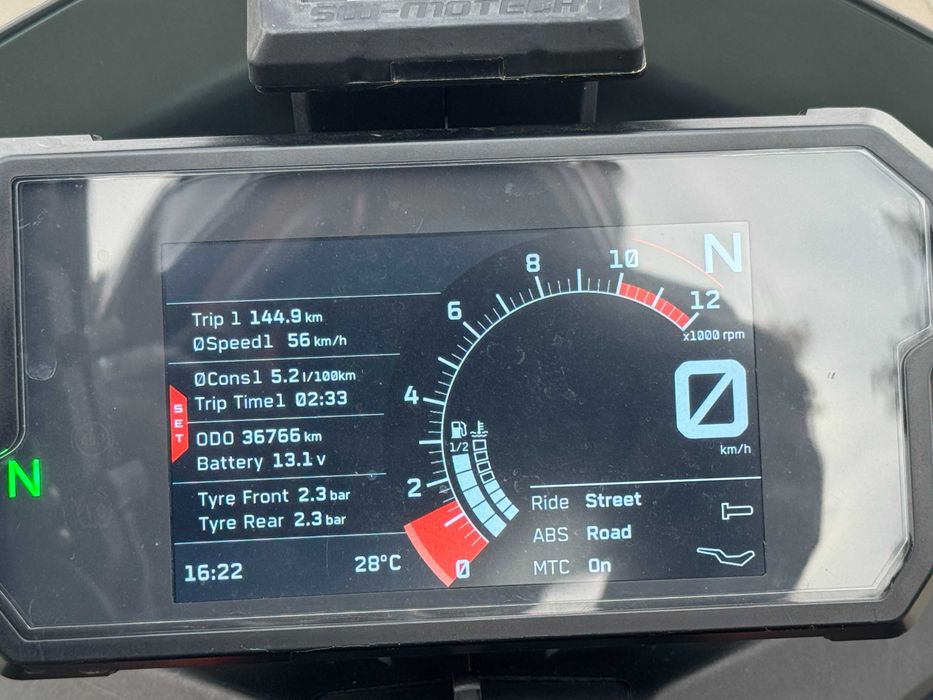 SW-MOTECH
N
Trip 1 144.9 km
ØSpeed1 56 km/h
ØCons1 5.2 l/100km
Trip Time1 02:33
SET
ODO 36766 km
Battery 13.1 V
Tyre Front 2.3 bar
Tyre Rear 2.3 bar
16:22
28°C
0
2
4
6
8
10
12
x1000 rpm
1/2
0
km/h
Ride Street
ABS Road
MTC On
N